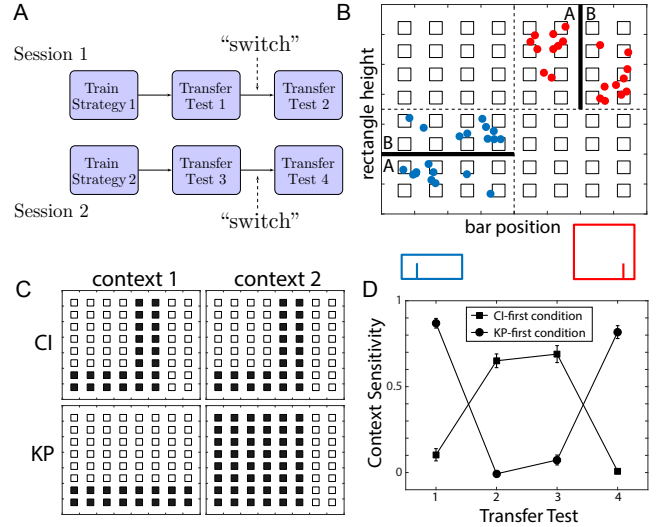 A
Session 1
"switch"
Train
Strategy 1
Transfer
Test 1
Transfer
Test 2
Train
Strategy 2
Transfer
Test 3
Transfer
Test 4
Session 2
"switch"
B
A B
B
A
rectangle height
bar position
C
context 1 context 2
CI
KP
D
CI-first condition
KP-first condition
Context Sensitivity
1
0.5
0
1 2 3 4
Transfer Test